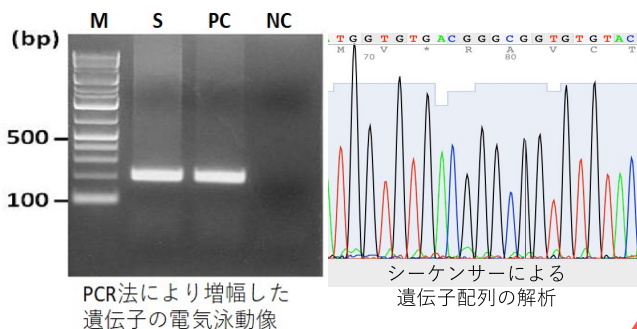 M S PC NC
(bp)
500
100
PCR法により増幅した
遺伝子の電気泳動像
ATGGTGTGACGGGCGGTGTGTAC
M V * R A V C T
70 80
シーケンサーによる
遺伝子配列の解析